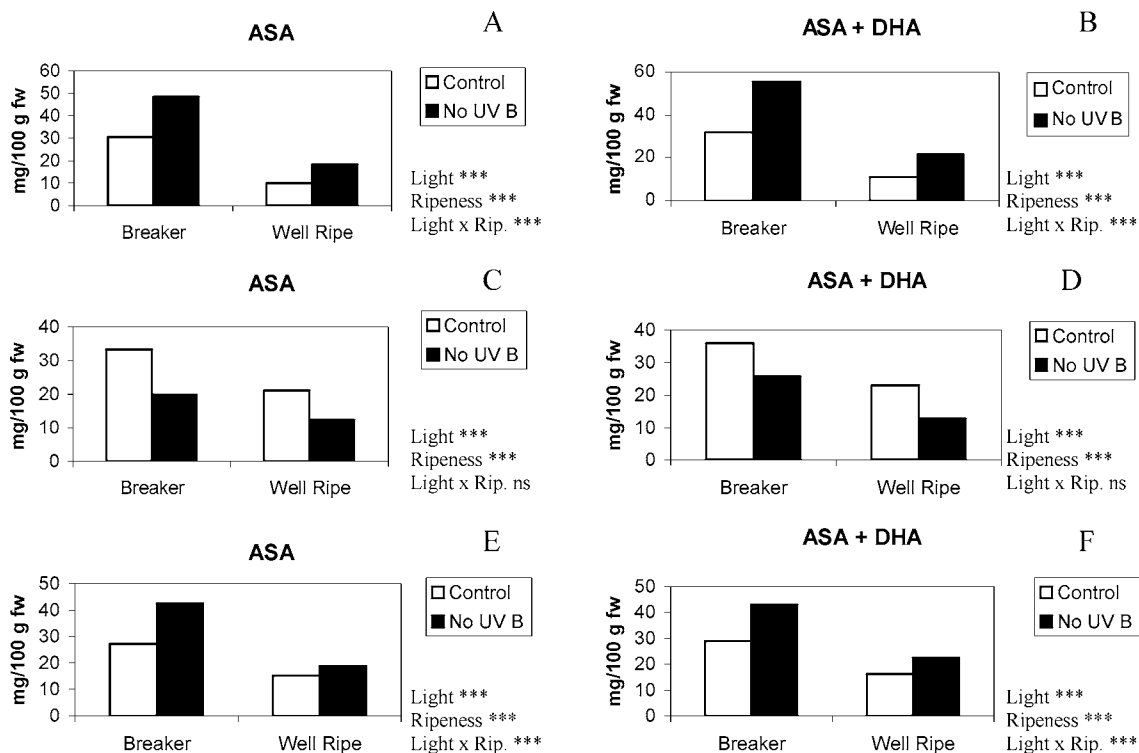 ASA
A
mg/100 g fw
60
50
40
30
20
10
0
Breaker
Well Ripe
Control
No UV B
Light ***
Ripeness ***
Light x Rip. ***
ASA + DHA
B
mg/100 g fw
60
40
20
0
Breaker
Well Ripe
Control
No UV B
Light ***
Ripeness ***
Light x Rip. ***
ASA
C
mg/100 g fw
40
30
20
10
0
Breaker
Well Ripe
Control
No UV B
Light ***
Ripeness ***
Light x Rip. ns
ASA + DHA
D
mg/100 g fw
40
30
20
10
0
Breaker
Well Ripe
Control
No UV B
Light ***
Ripeness ***
Light x Rip. ns
ASA
E
mg/100 g fw
50
40
30
20
10
0
Breaker
Well Ripe
Control
No UV B
Light ***
Ripeness ***
Light x Rip. ***
ASA + DHA
F
mg/100 g fw
50
40
30
20
10
0
Breaker
Well Ripe
Control
No UV B
Light ***
Ripeness ***
Light x Rip. ***